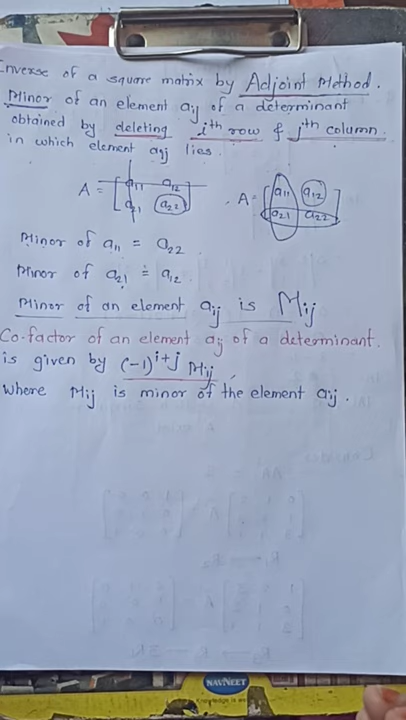 Inverse of a square matrix by Adjoint Method.
Minor of an element aij of a determinant
obtained by deleting ith row & jth column
in which element aij lies.
A = [a11 a12
a21 a22]
A = [a11 a12
a21 a22]
Minor of a11 = a22
Minor of a21 = a12
Minor of an element aij is Mij
Co-factor of an element aij of a determinant.
is given by (-1)^i+j Mij,
where Mij is minor of the element aij.
NAVNEET